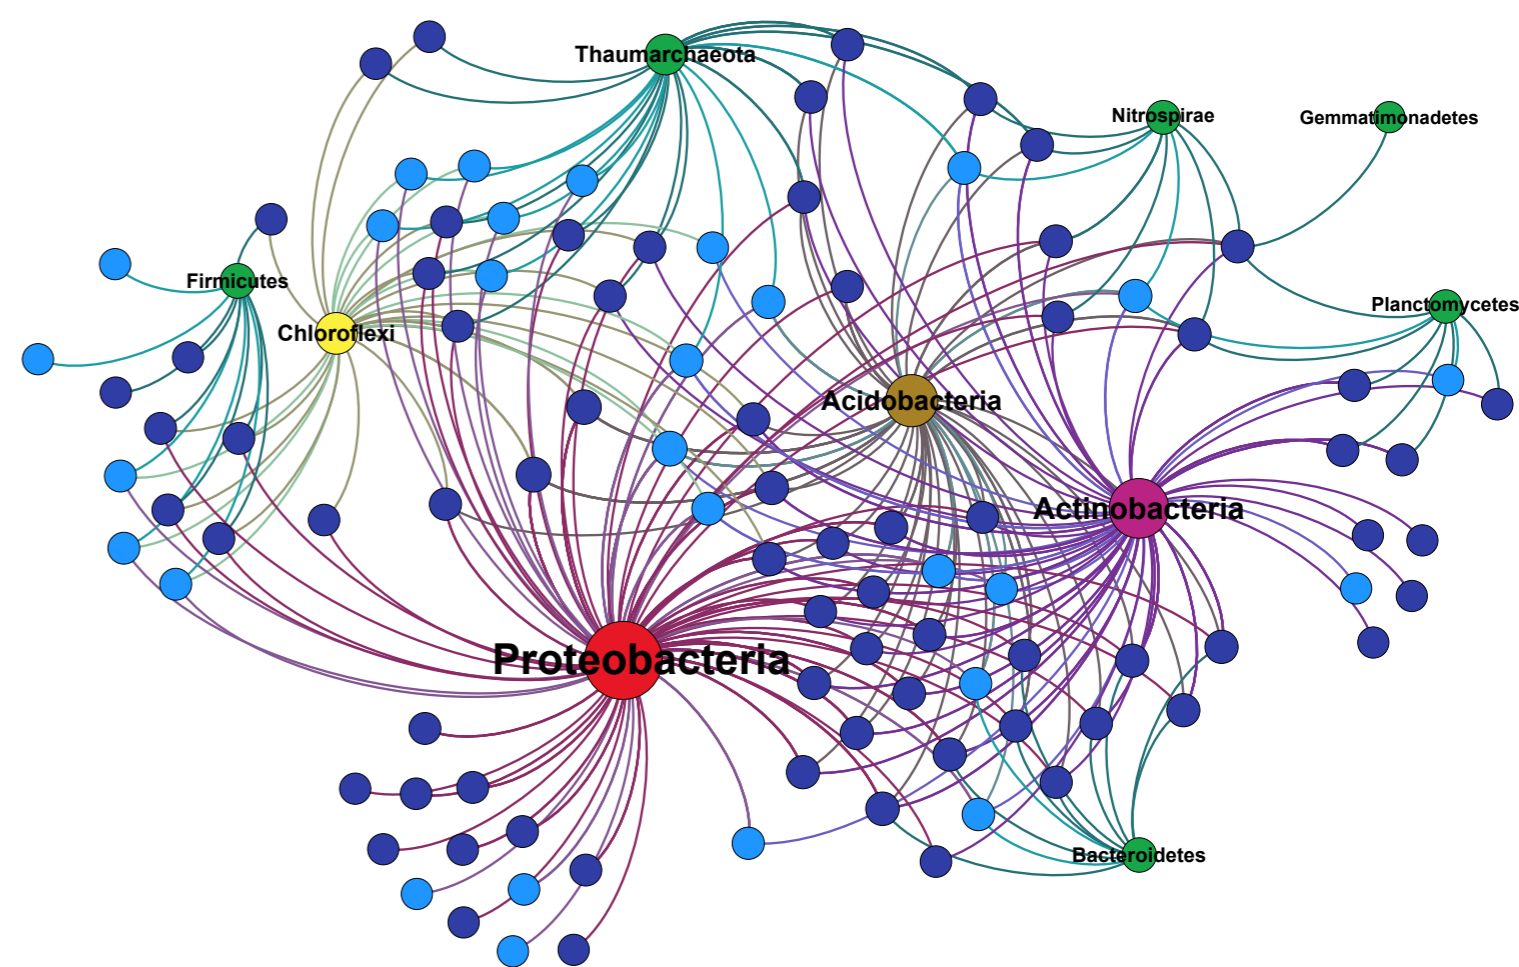 Thaumarchaeota
Nitrospirae
Gemmatimonadetes
Firmicutes
Chloroflexi
Planctomycetes
Acidobacteria
Actinobacteria
Proteobacteria
Bacteroidetes